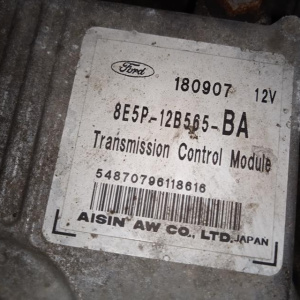 Ford
180907 12V
8E5P-12B565-BA
Transmission Control Module
54870796118616
AISIN AW CO., LTD. JAPAN